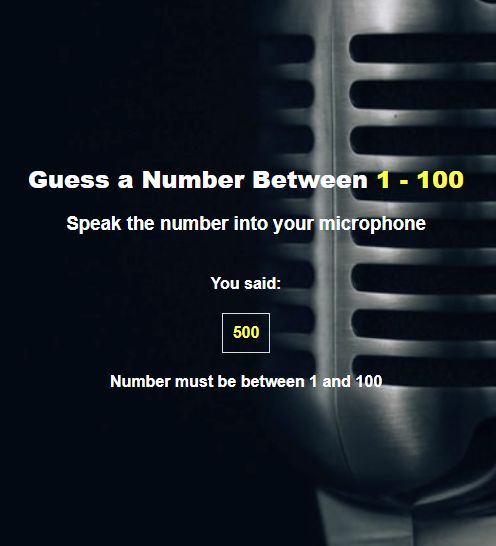 Guess a Number Between 1 - 100
Speak the number into your microphone
You said:
500
Number must be between 1 and 100